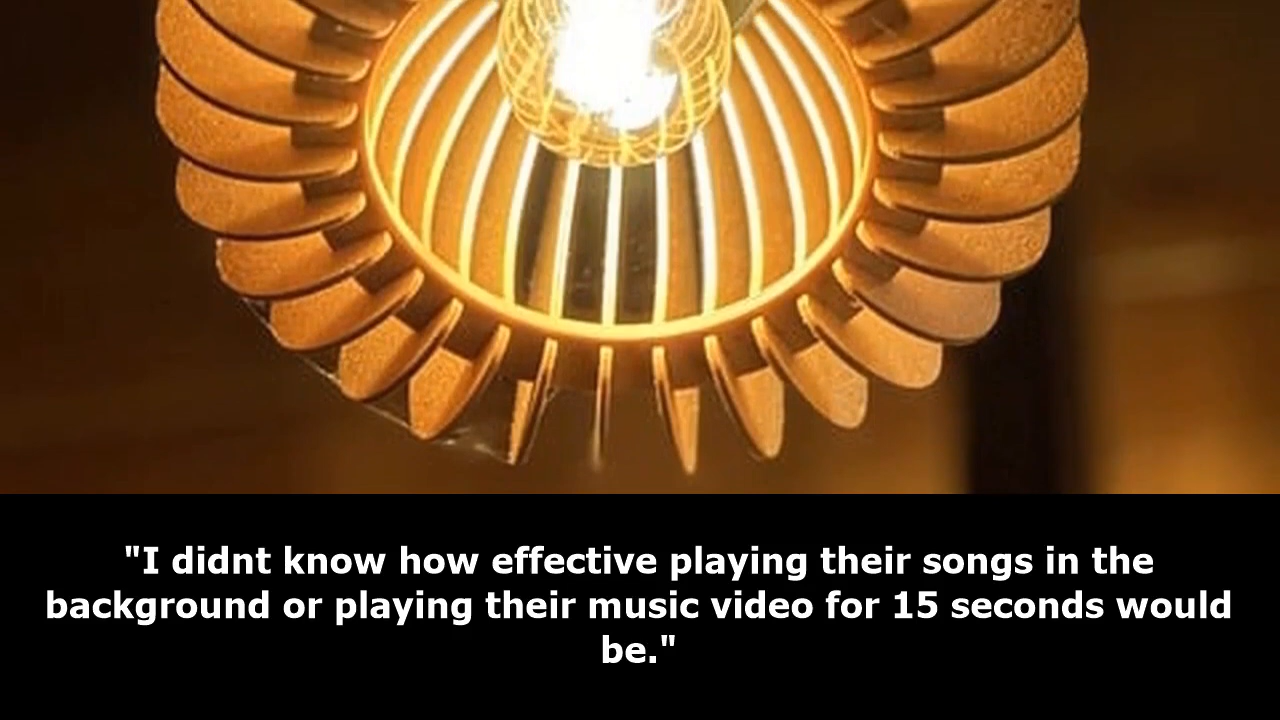 "I didnt know how effective playing their songs in the
background or playing their music video for 15 seconds would
be."